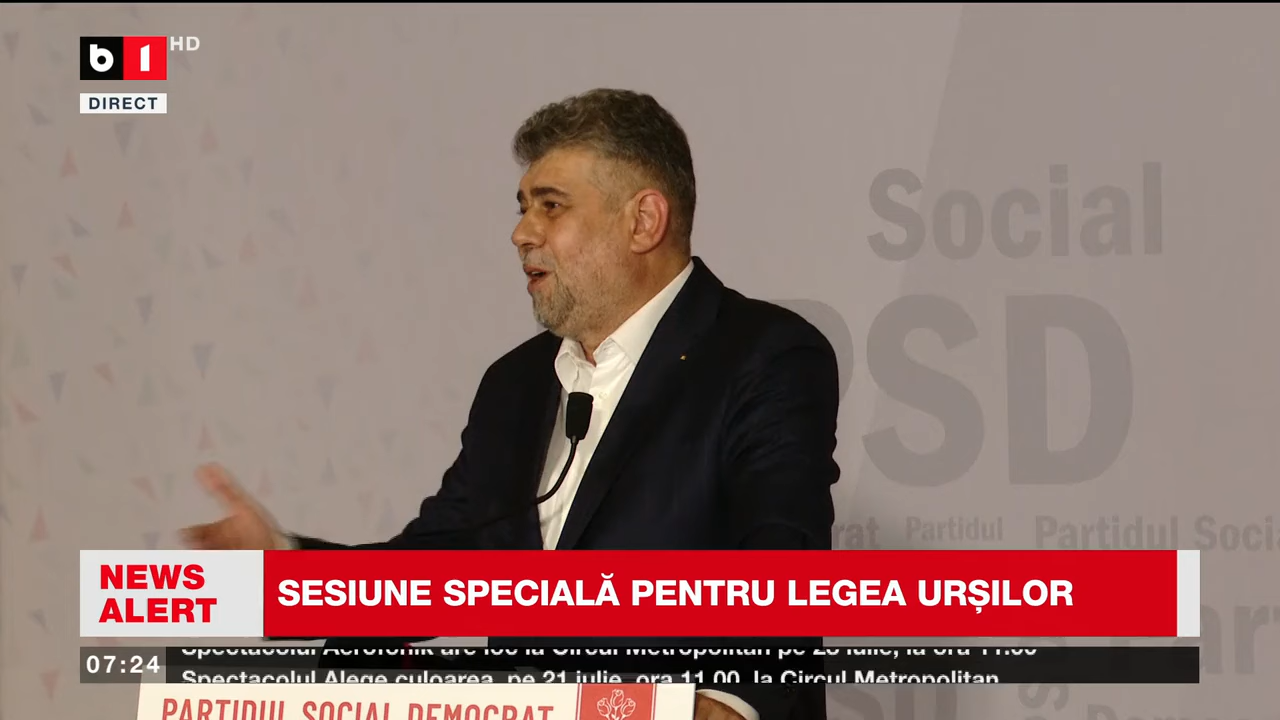 b1 HD
DIRECT
Social
PSD
Partidul
Partidul Social
NEWS
ALERT
SESIUNE SPECIALĂ PENTRU LEGEA URȘILOR
07:24
Spectacolul Alege culoarea, pe 21 iulie, ora 11.00, la Circul Metropolitan
PARTIDUL SOCIAL DEMOCRAT